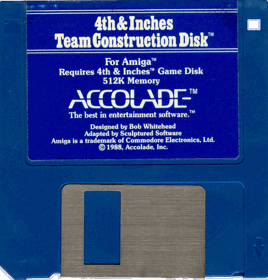 4th & Inches
Team Construction Disk™
For Amiga™
Requires 4th & Inches™ Game Disk
512K Memory
ACCOLADE™
The best in entertainment software.™
Designed by Bob Whitehead
Adapted by Sculptured Software
Amiga is a trademark of Commodore Electronics, Ltd.
© 1988, Accolade, Inc.